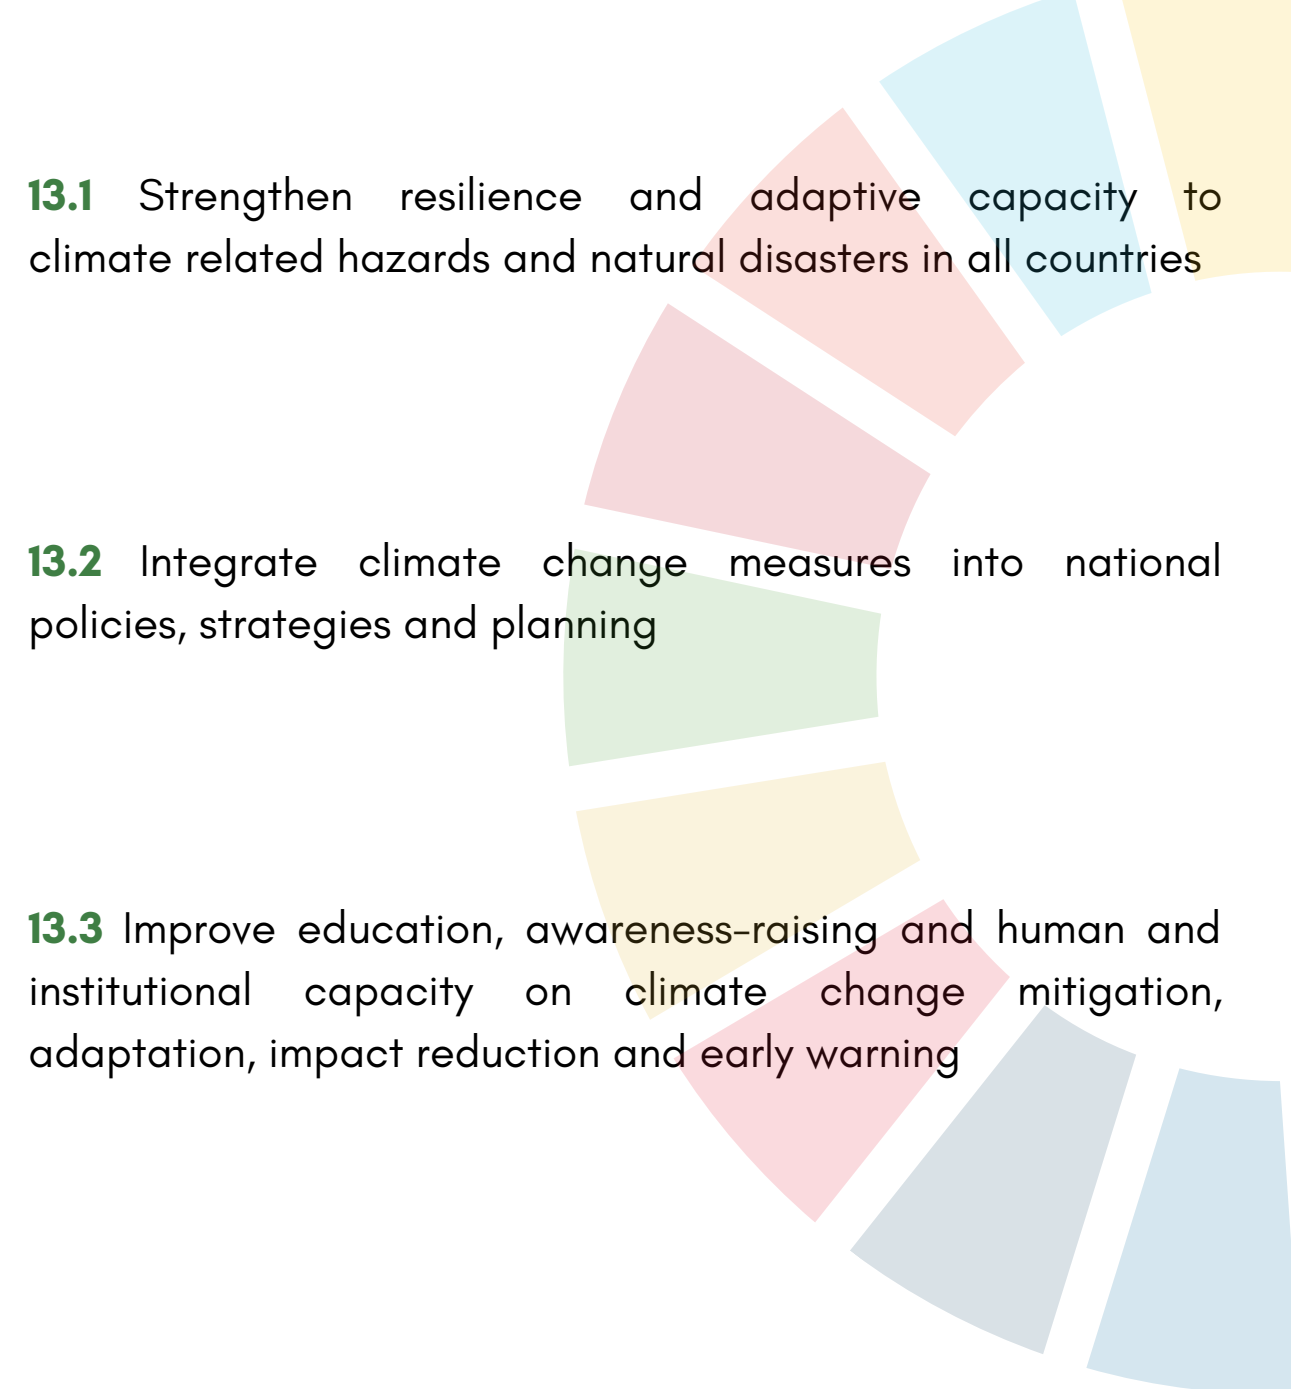 13.1 Strengthen resilience and adaptive capacity to
climate related hazards and natural disasters in all countries
13.2 Integrate climate change measures into national
policies, strategies and planning
13.3 Improve education, awareness-raising and human and
institutional capacity on climate change mitigation,
adaptation, impact reduction and early warning